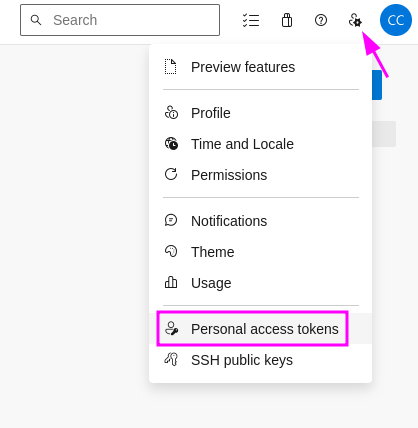 Search
CC
Preview features
Profile
Time and Locale
Permissions
Notifications
Theme
Usage
Personal access tokens
SSH public keys